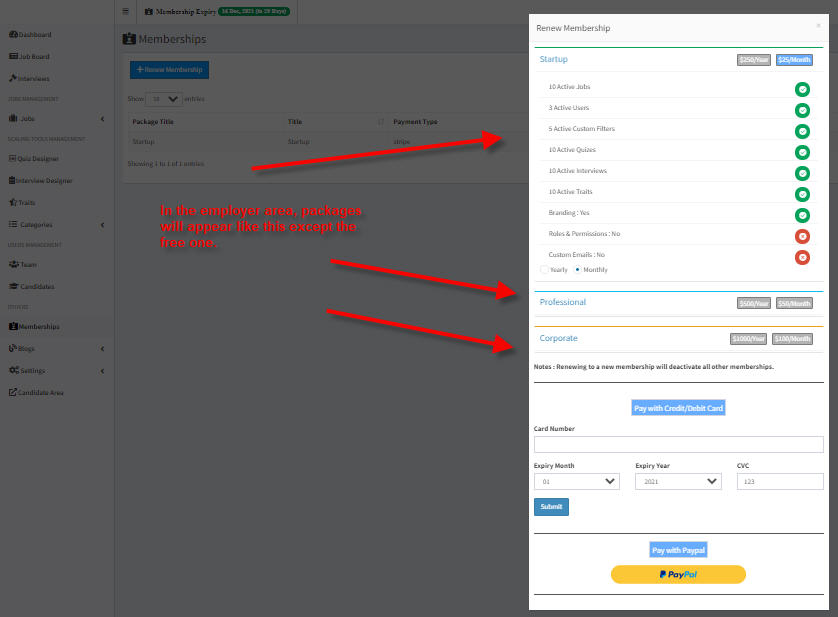 Membership Expiry 14 Dec, 2021 (in 29 Days)
Dashboard
Job Board
Interviews
JOBS MANAGEMENT
Jobs
SCALING TOOLS MANAGEMENT
Quiz Designer
Interview Designer
Traits
Categories
USERS MANAGEMENT
Team
Candidates
OTHERS
Memberships
Blogs
Settings
Candidate Area
Memberships
+ Renew Membership
Show 10 entries
Package Title Title Payment Type
Startup Startup stripe
Showing 1 to 1 of 1 entries
In the employer area, packages
will appear like this except the
free one.
Renew Membership ×
Startup $250/Year $25/Month
10 Active Jobs
3 Active Users
5 Active Custom Filters
10 Active Quizes
10 Active Interviews
10 Active Traits
Branding : Yes
Roles & Permissions : No
Custom Emails : No
Yearly Monthly
Professional $500/Year $50/Month
Corporate $1000/Year $100/Month
Notes : Renewing to a new membership will deactivate all other memberships.
Pay with Credit/Debit Card
Card Number
Expiry Month Expiry Year CVC
01 2021 123
Submit
Pay with Paypal
PayPal